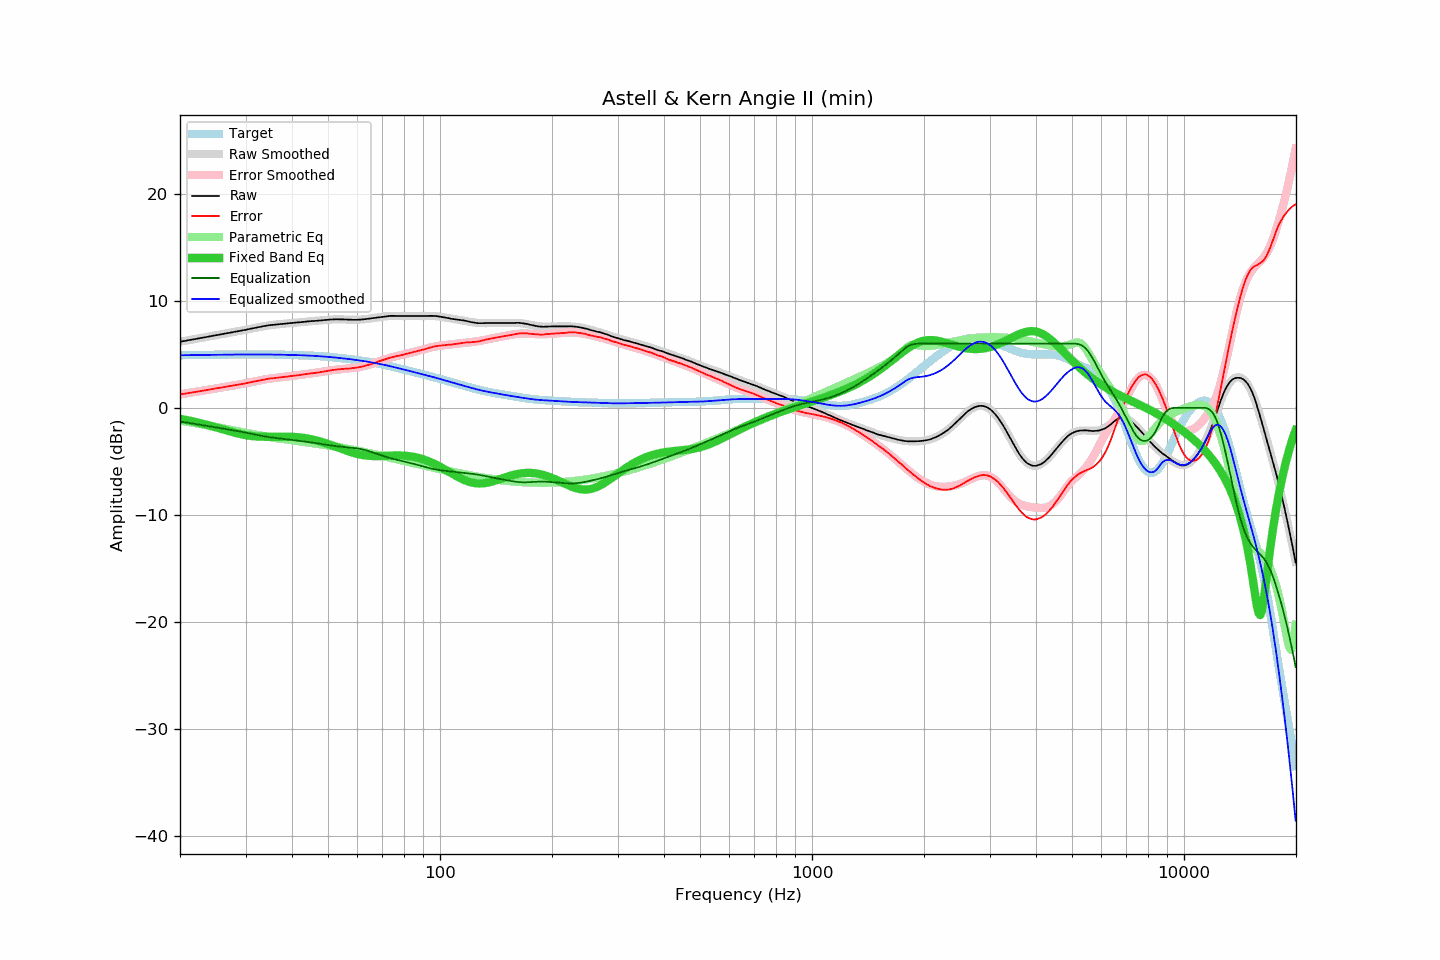 Astell & Kern Angie II (min)
Target
Raw Smoothed
Error Smoothed
Raw
Error
Parametric Eq
Fixed Band Eq
Equalization
Equalized smoothed
20
10
0
−10
−20
−30
−40
Amplitude (dBr)
100
1000
10000
Frequency (Hz)